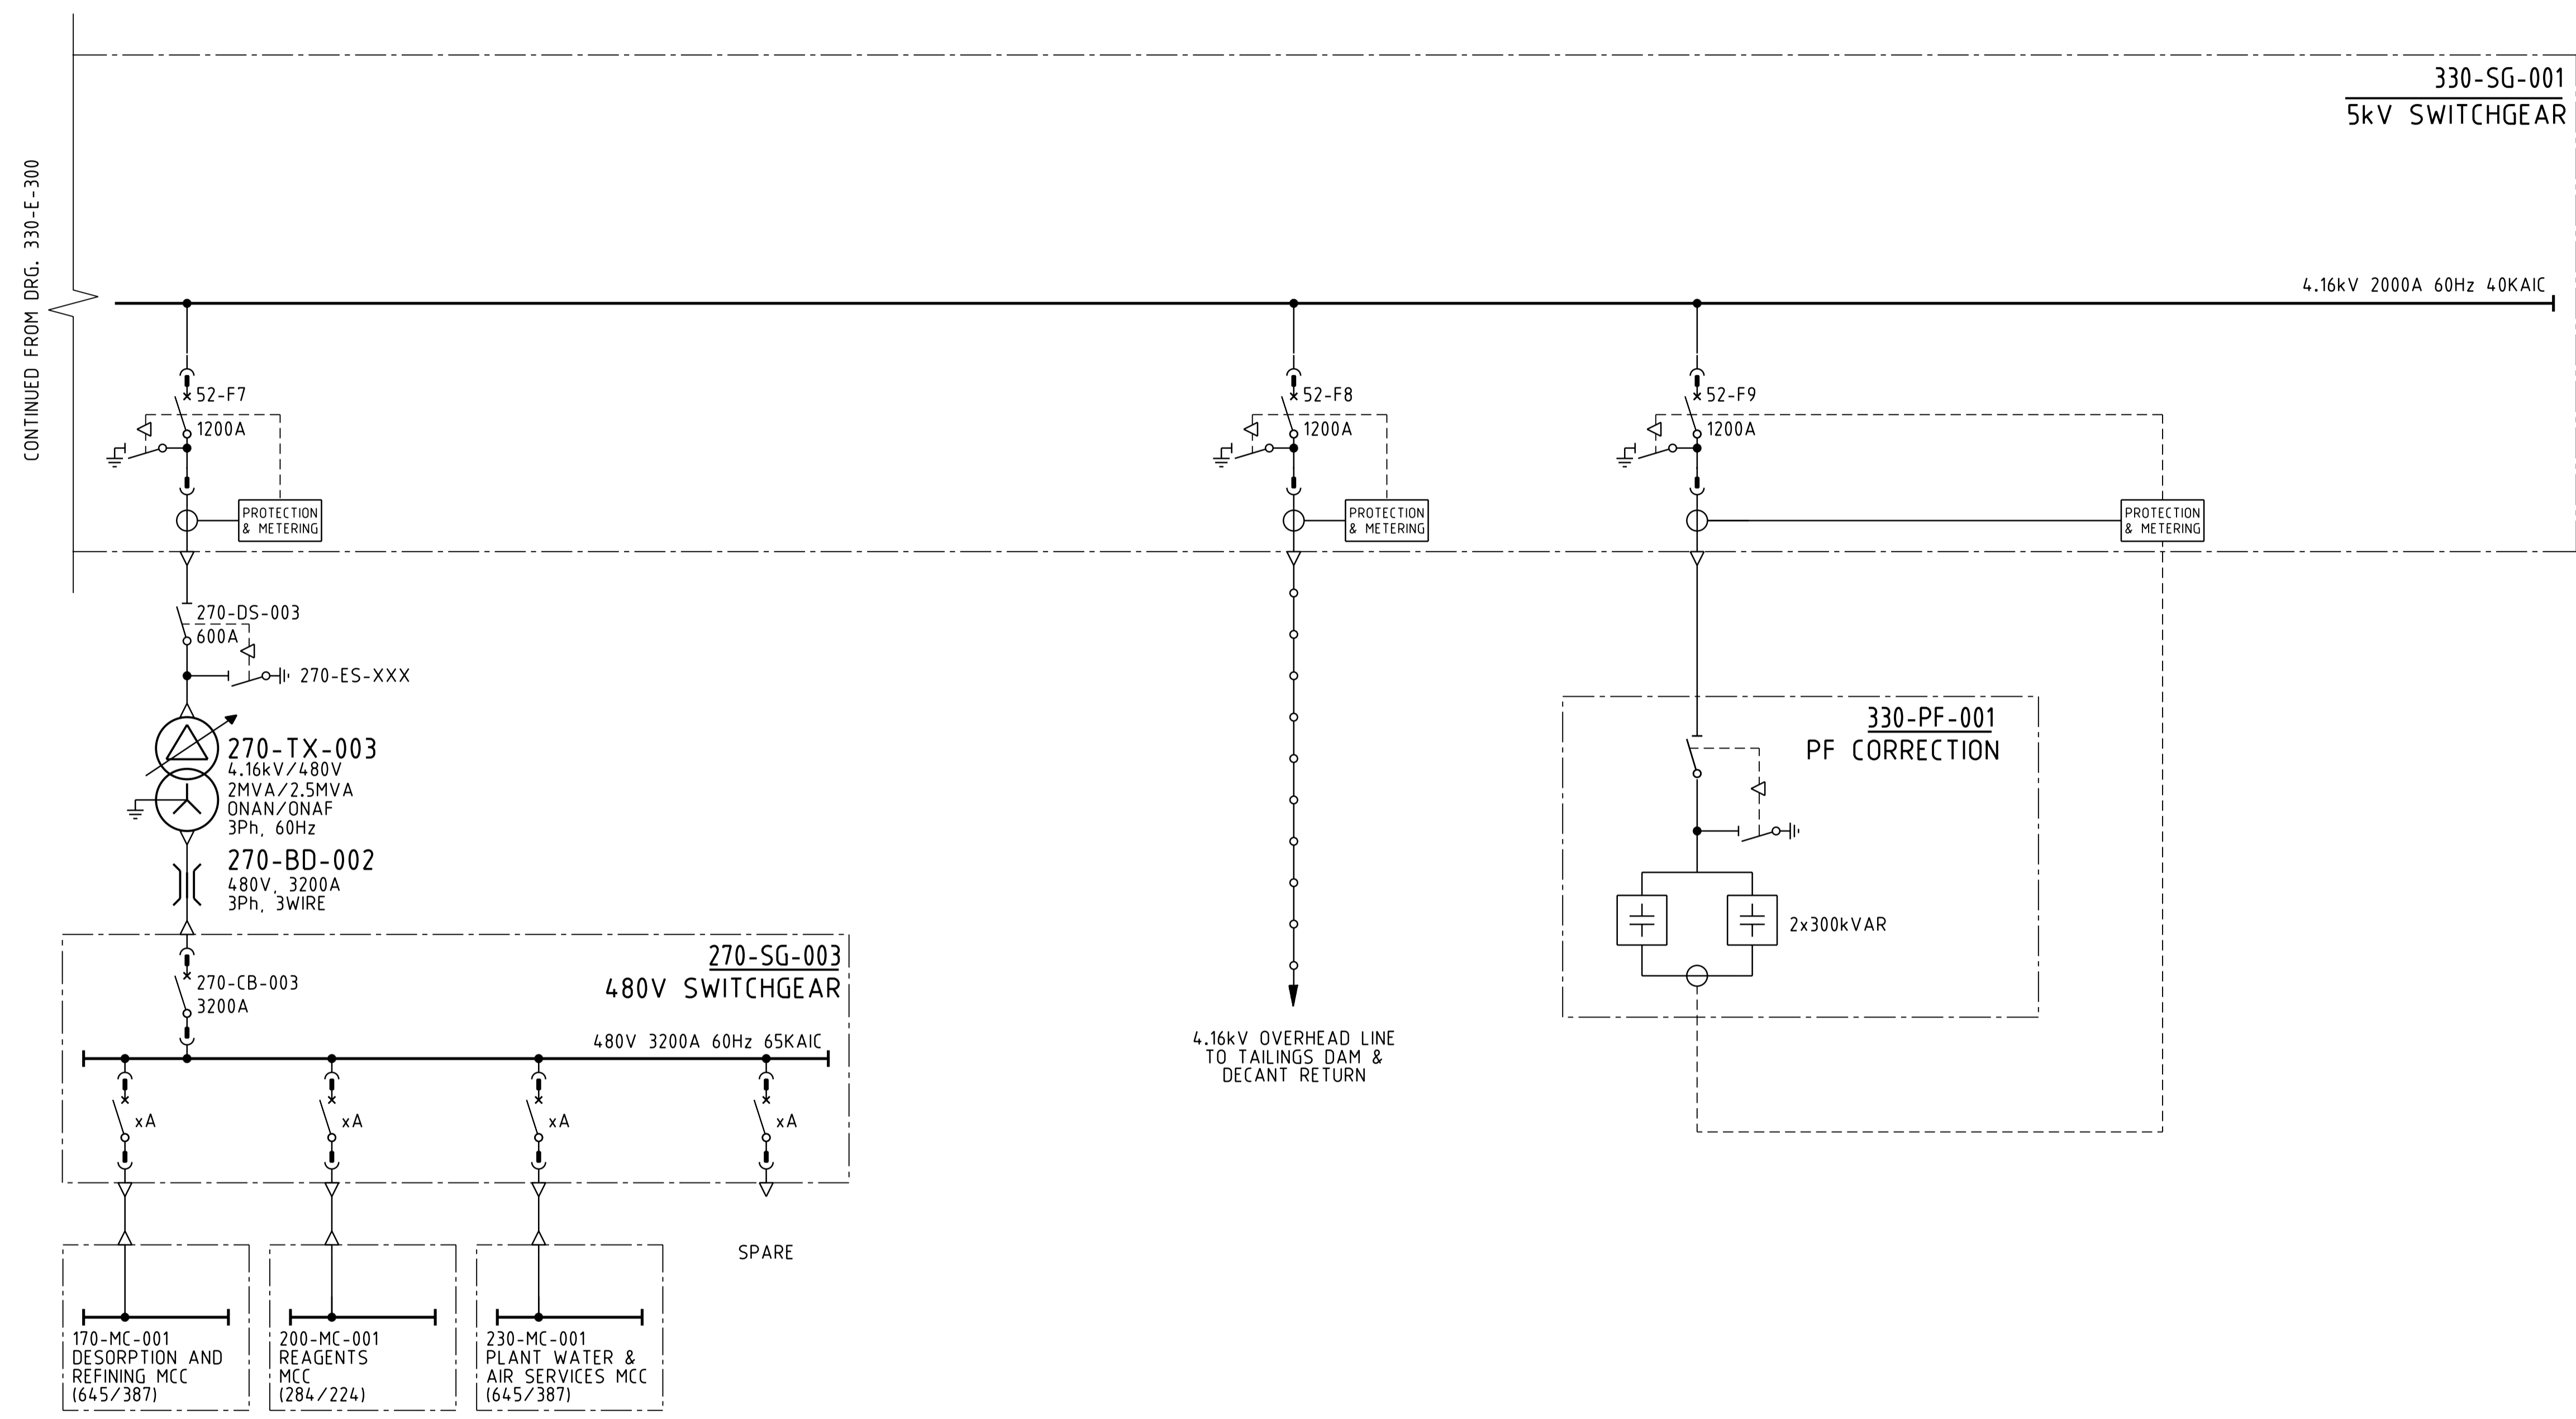 CONTINUED FROM DRG. 330-E-300
330-SG-001
5kV SWITCHGEAR
4.16kV 2000A 60Hz 40KAIC
52-F7
1200A
PROTECTION
& METERING
52-F8
1200A
PROTECTION
& METERING
52-F9
1200A
PROTECTION
& METERING
270-DS-003
600A
270-ES-XXX
270-TX-003
4.16kV/480V
2MVA/2.5MVA
ONAN/ONAF
3Ph, 60Hz
270-BD-002
480V, 3200A
3Ph, 3WIRE
270-SG-003
480V SWITCHGEAR
270-CB-003
3200A
480V 3200A 60Hz 65KAIC
xA
xA
xA
xA
SPARE
170-MC-001
DESORPTION AND
REFINING MCC
(645/387)
200-MC-001
REAGENTS
MCC
(284/224)
230-MC-001
PLANT WATER &
AIR SERVICES MCC
(645/387)
4.16kV OVERHEAD LINE
TO TAILINGS DAM &
DECANT RETURN
330-PF-001
PF CORRECTION
2x300kVAR